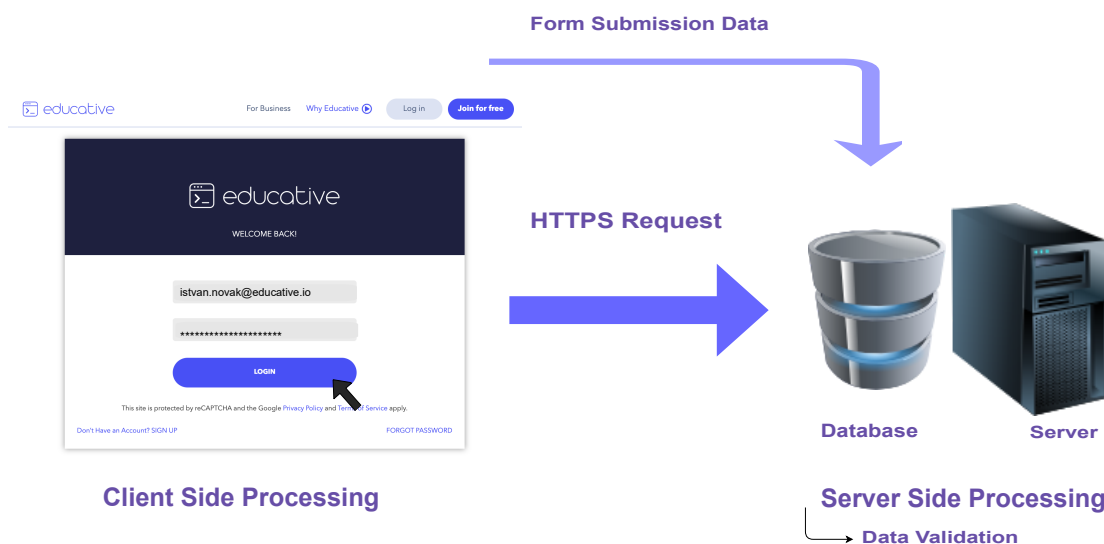 Form Submission Data
educative
For Business Why Educative Log in Join for free
educative
WELCOME BACK!
istvan.novak@educative.io
*********************
LOGIN
This site is protected by reCAPTCHA and the Google Privacy Policy and Terms of Service apply.
Don't Have an Account? SIGN UP FORGOT PASSWORD
HTTPS Request
Database Server
Client Side Processing
Server Side Processing
Data Validation